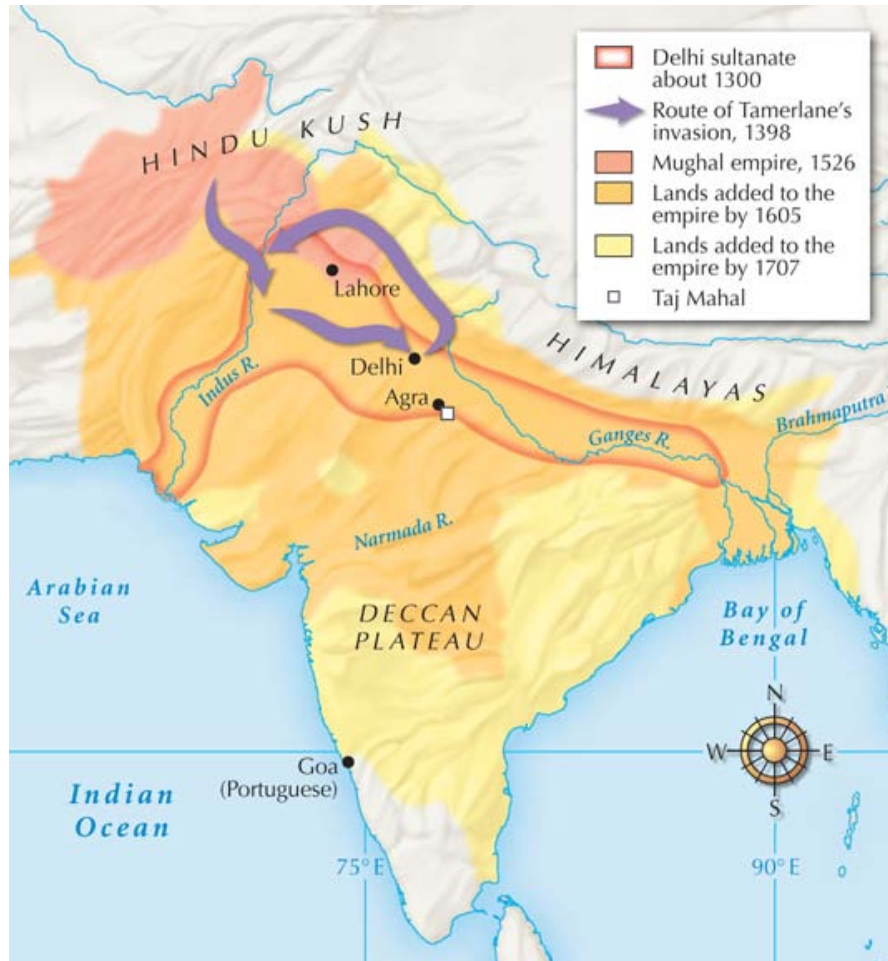 Delhi sultanate
about 1300
Route of Tamerlane's
invasion, 1398
Mughal empire, 1526
Lands added to the
empire by 1605
Lands added to the
empire by 1707
Taj Mahal
HINDU KUSH
Lahore
Delhi
HIMALAYAS
Indus R.
Agra
Brahmaputra
Ganges R.
Narmada R.
Arabian
Sea
DECCAN
PLATEAU
Bay of
Bengal
N
W
E
S
Goa
(Portuguese)
Indian
Ocean
75°E
90°E